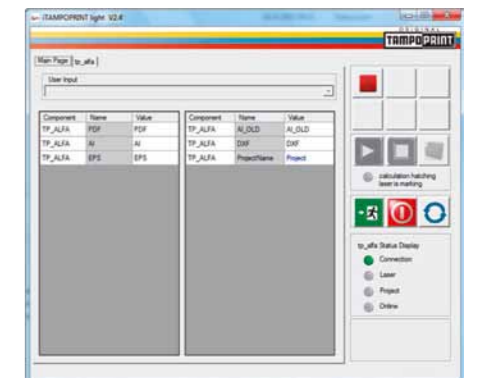 iTAMPOPRINT light V2.#
ORIGINAL
TAMPOPRINT
Main Page tp_alfa
User Input
Component Name Value Component Name Value
TP_ALFA PDF PDF TP_ALFA AI_OLD AI_OLD
TP_ALFA AI AI TP_ALFA DXF DXF
TP_ALFA EPS EPS TP_ALFA ProjectName Project
calculation hatching
laser is marking
tp_alfa Status Display
Connection
Laser
Project
Online